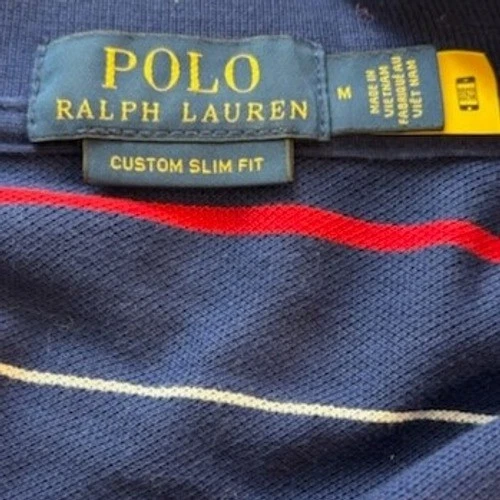 POLO
RALPH LAUREN
M
MADE IN
VIETNAM
FABRIQUÉ AU
VIÊT NAM
CUSTOM SLIM FIT